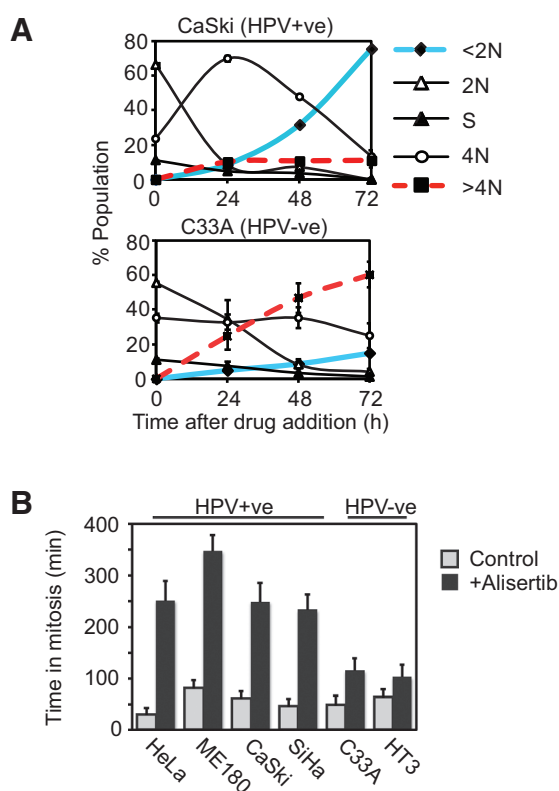 A
CaSki (HPV+ve)
80
60
40
20
0
0 24 48 72
C33A (HPV-ve)
80
60
40
20
0
0 24 48 72
% Population
Time after drug addition (h)
<2N
2N
S
4N
>4N
B
HPV+ve HPV-ve
400
300
200
100
0
Time in mitosis (min)
HeLa ME180 CaSki SiHa C33A HT3
Control
+Alisertib